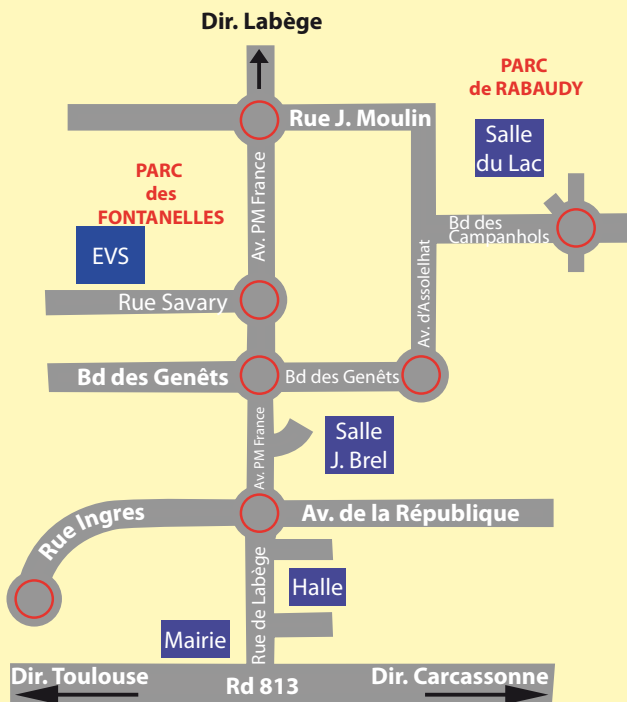 Dir. Labège
PARC
de RABAUDY
Rue J. Moulin
Salle
du Lac
PARC
des
FONTANELLES
Av. PM France
Bd des
Campanhols
EVS
Av. d'Assolelhat
Rue Savary
Bd des Genêts
Bd des Genêts
Av. PM France
Salle
J. Brel
Rue Ingres
Av. de la République
Rue de Labège
Halle
Mairie
Dir. Toulouse
Rd 813
Dir. Carcassonne